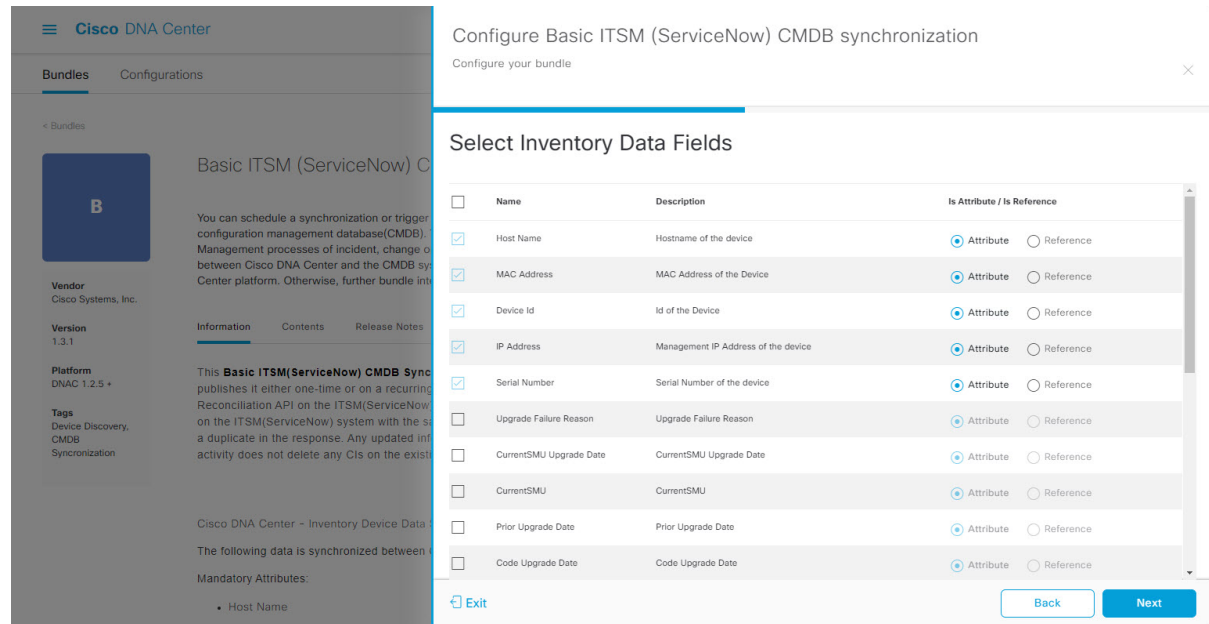 Cisco DNA Center
Bundles Configurations
< Bundles
B
Vendor
Cisco Systems, Inc.
Version
1.3.1
Platform
DNAC 1.2.5 +
Tags
Device Discovery,
CMDB
Syncronization
Basic ITSM (ServiceNow) C
You can schedule a synchronization or trigger
configuration management database(CMDB).
Management processes of incident, change o
between Cisco DNA Center and the CMDB sy
Center platform. Otherwise, further bundle int
Information Contents Release Notes
This Basic ITSM(ServiceNow) CMDB Sync
publishes it either one-time or on a recurring
Reconciliation API on the ITSM(ServiceNow
on the ITSM(ServiceNow) system with the sa
a duplicate in the response. Any updated inf
activity does not delete any CIs on the existi
Cisco DNA Center - Inventory Device Data
The following data is synchronized between
Mandatory Attributes:
• Host Name
Configure Basic ITSM (ServiceNow) CMDB synchronization
Configure your bundle
Select Inventory Data Fields
Name Description Is Attribute / Is Reference
Host Name Hostname of the device Attribute Reference
MAC Address MAC Address of the Device Attribute Reference
Device Id Id of the Device Attribute Reference
IP Address Management IP Address of the device Attribute Reference
Serial Number Serial Number of the device Attribute Reference
Upgrade Failure Reason Upgrade Failure Reason Attribute Reference
CurrentSMU Upgrade Date CurrentSMU Upgrade Date Attribute Reference
CurrentSMU CurrentSMU Attribute Reference
Prior Upgrade Date Prior Upgrade Date Attribute Reference
Code Upgrade Date Code Upgrade Date Attribute Reference
Exit Back Next